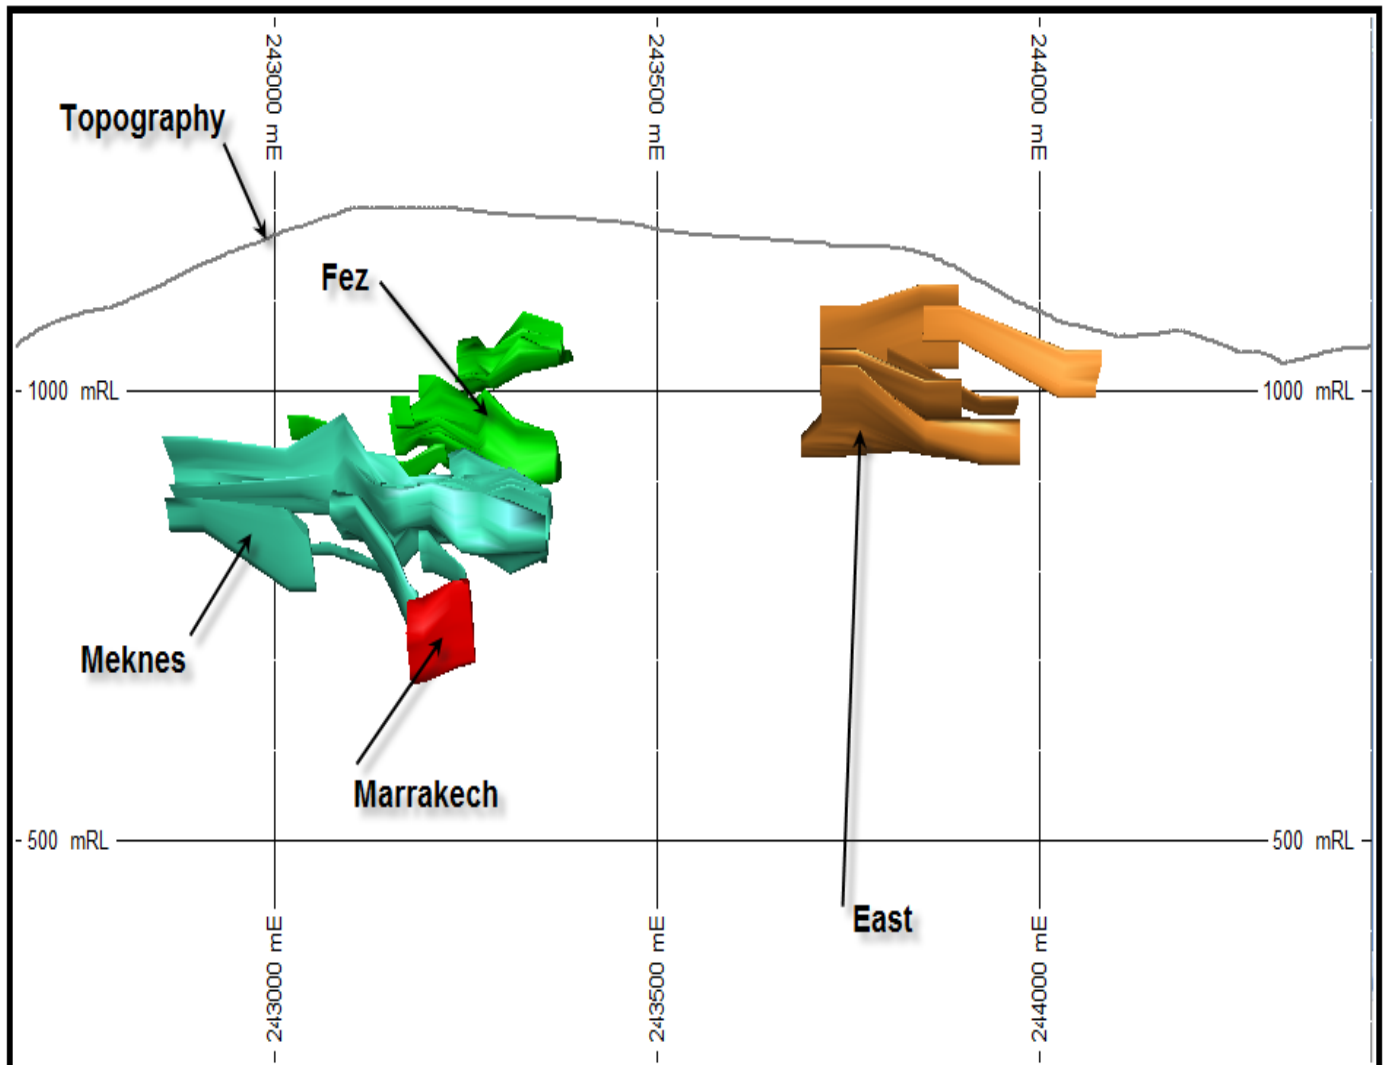 243000 mE
243500 mE
244000 mE
Topography
Fez
- 1000 mRL
1000 mRL -
Meknes
Marrakech
- 500 mRL
500 mRL -
East
243000 mE
243500 mE
244000 mE